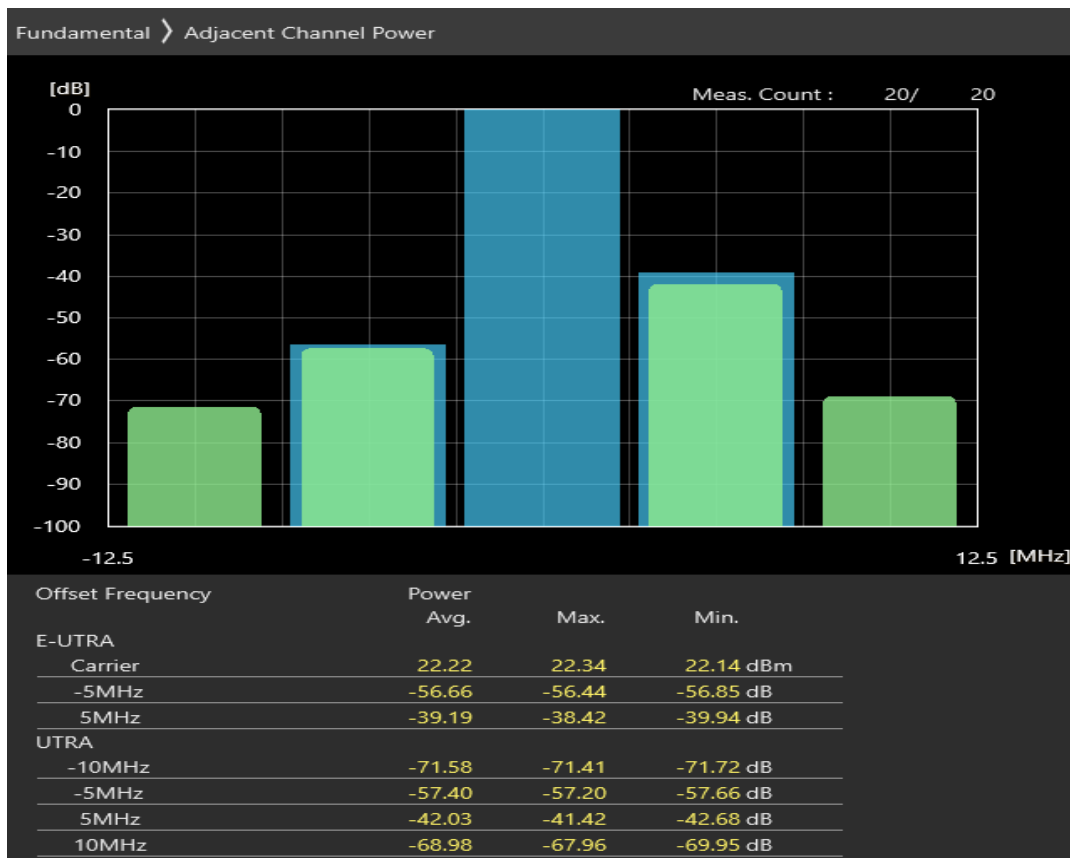 Fundamental 〉 Adjacent Channel Power
[dB]
Meas. Count : 20/ 20
0
-10
-20
-30
-40
-50
-60
-70
-80
-90
-100
-12.5 12.5 [MHz]
Offset Frequency Power
Avg. Max. Min.
E-UTRA
Carrier 22.22 22.34 22.14 dBm
-5MHz -56.66 -56.44 -56.85 dB
5MHz -39.19 -38.42 -39.94 dB
UTRA
-10MHz -71.58 -71.41 -71.72 dB
-5MHz -57.40 -57.20 -57.66 dB
5MHz -42.03 -41.42 -42.68 dB
10MHz -68.98 -67.96 -69.95 dB